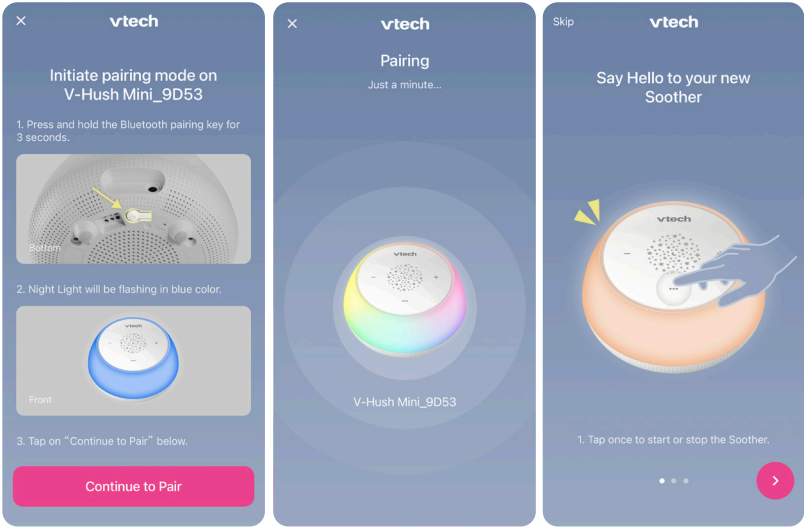 vtech
Initiate pairing mode on
V-Hush Mini_9D53
1. Press and hold the Bluetooth pairing key for
3 seconds.
Bottom
2. Night Light will be flashing in blue color.
vtech
Front
3. Tap on “Continue to Pair” below.
Continue to Pair
vtech
Pairing
Just a minute...
vtech
V-Hush Mini_9D53
Skip
vtech
Say Hello to your new
Soother
vtech
1. Tap once to start or stop the Soother.